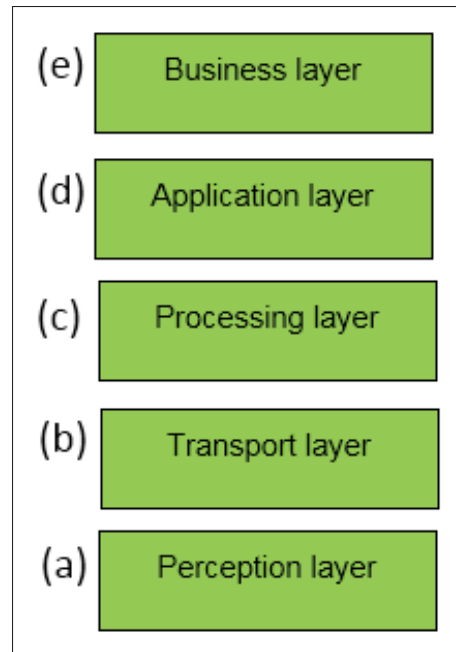 (e) Business layer
(d) Application layer
(c) Processing layer
(b) Transport layer
(a) Perception layer